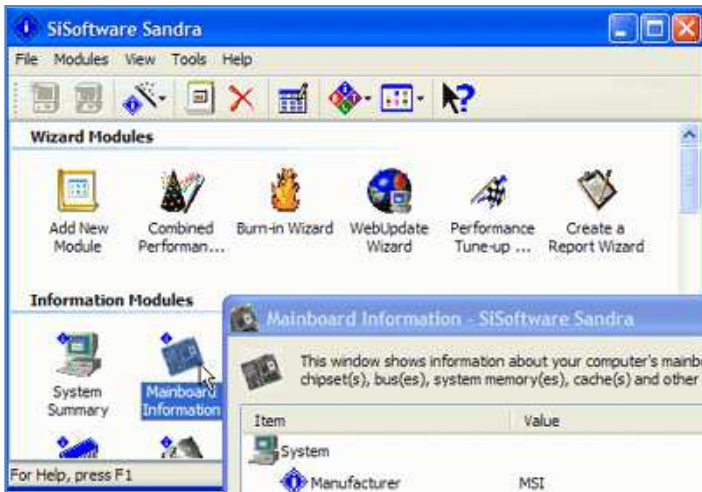 SiSoftware Sandra
File Modules View Tools Help
Wizard Modules
Add New Module
Combined Performan...
Burn-in Wizard
WebUpdate Wizard
Performance Tune-up ...
Create a Report Wizard
Information Modules
System Summary
Mainboard Information
For Help, press F1
Mainboard Information - SiSoftware Sandra
This window shows information about your computer's mainbo
chipset(s), bus(es), system memory(es), cache(s) and other
Item Value
System
Manufacturer MSI